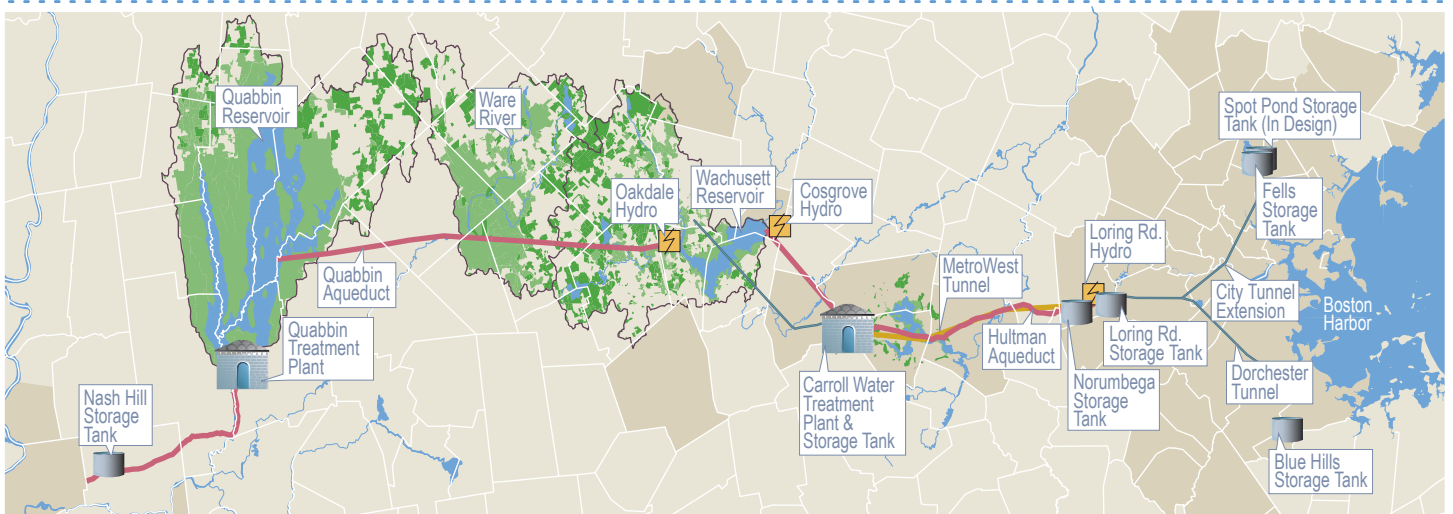 Quabbin
Reservoir
Ware
River
Spot Pond Storage
Tank (In Design)
Oakdale
Hydro
Wachusett
Reservoir
Cosgrove
Hydro
Fells
Storage
Tank
Loring Rd.
Hydro
MetroWest
Tunnel
Quabbin
Aqueduct
City Tunnel
Extension
Boston
Harbor
Quabbin
Treatment
Plant
Hultman
Aqueduct
Loring Rd.
Storage Tank
Dorchester
Tunnel
Carroll Water
Treatment
Plant &
Storage Tank
Norumbega
Storage
Tank
Nash Hill
Storage
Tank
Blue Hills
Storage Tank